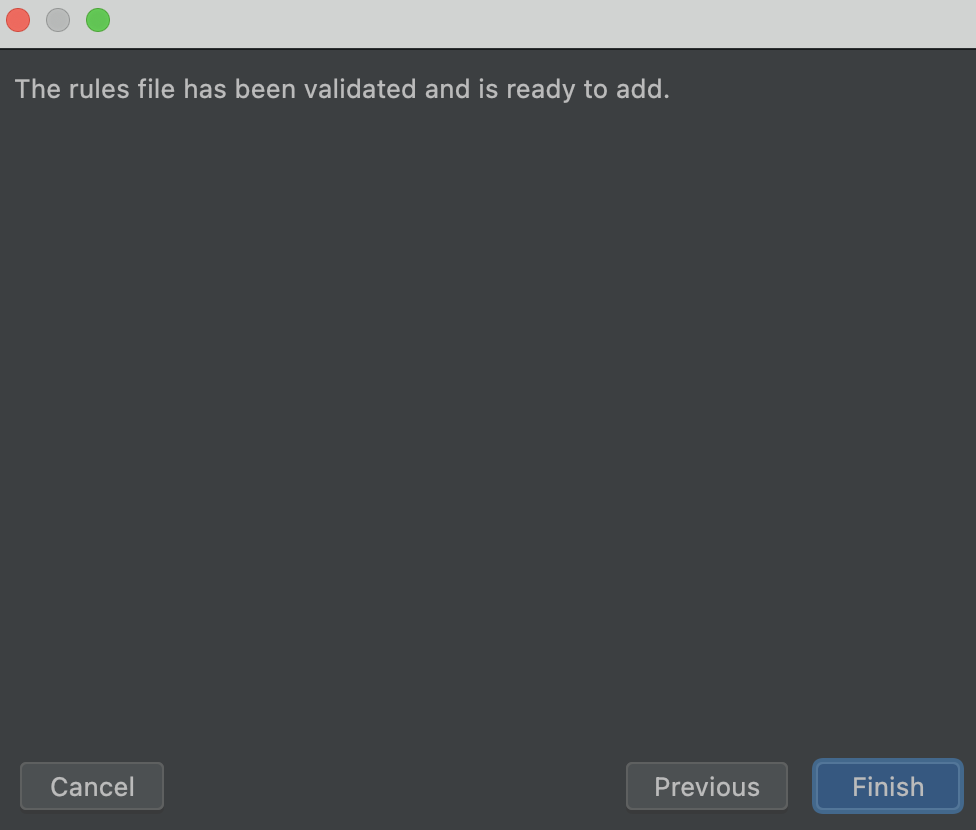 The rules file has been validated and is ready to add.
Cancel
Previous
Finish